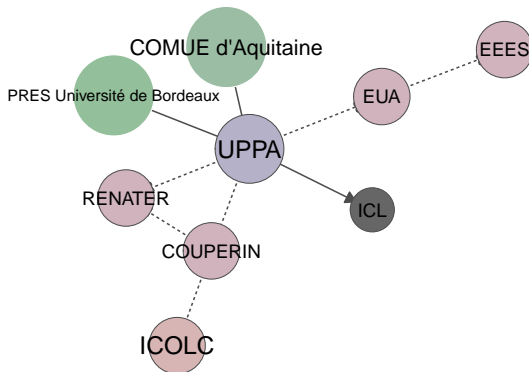 COMUE d'Aquitaine
EEES
PRES Université de Bordeaux
EUA
UPPA
RENATER
ICL
COUPERIN
ICOLC